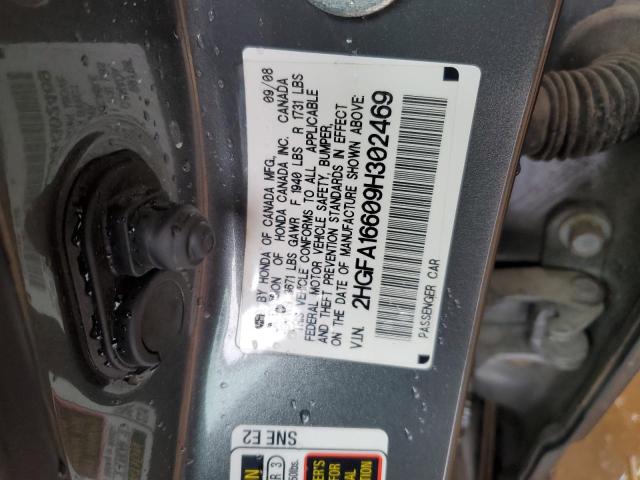 BY HONDA OF CANADA MFG. 09/08
OF HONDA CANADA INC. CANADA
LBS GAWR F 1940 LBS R 1731 LBS
VEHICLE CONFORMS TO ALL APPLICABLE
FEDERAL MOTOR VEHICLE SAFETY, BUMPER,
AND THEFT PREVENTION STANDARDS IN EFFECT
ON THE DATE OF MANUFACTURE SHOWN ABOVE.
V.I.N. 2HGFA16609H302469
PASSENGER CAR
SNE E2